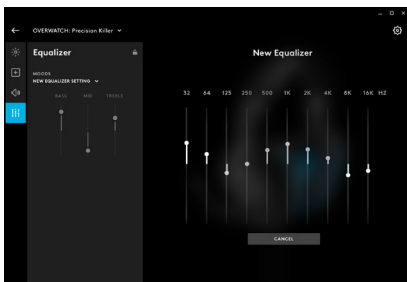 OVERWATCH: Precision Killer
Equalizer
MOODS
NEW EQUALIZER SETTING
BASS MID TREBLE
New Equalizer
32 64 125 250 500 1K 2K 4K 8K 16K HZ
CANCEL